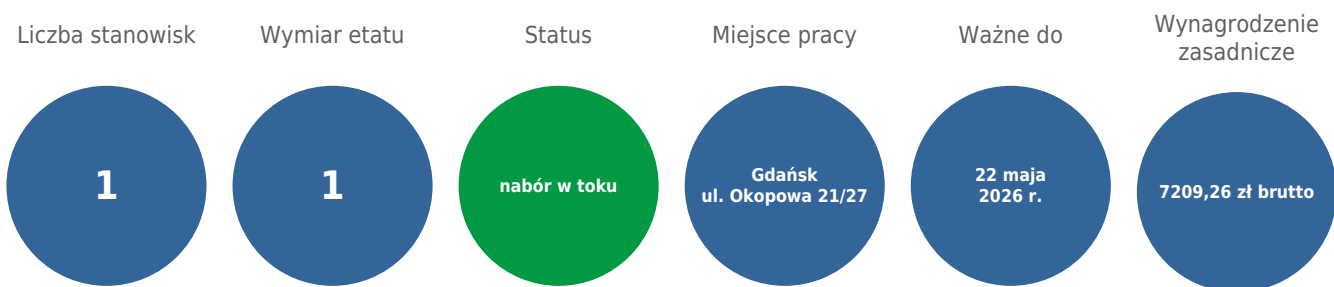 Liczba stanowisk
1
Wymiar etatu
1
Status
nabór w toku
Miejsce pracy
Gdańsk
ul. Okopowa 21/27
Ważne do
22 maja
2026 r.
Wynagrodzenie
zasadnicze
7209,26 zł brutto